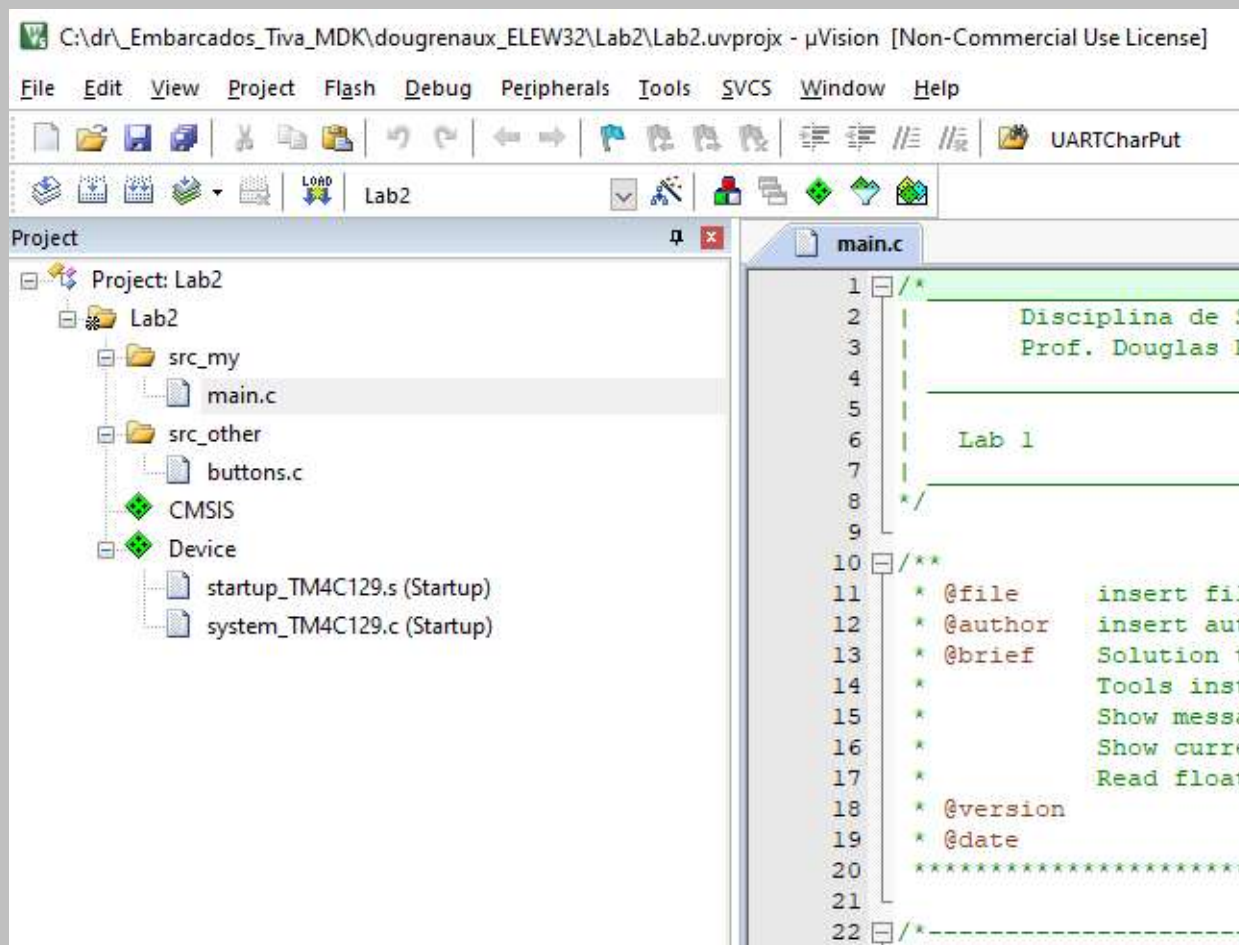 C:\dr\_Embarcados_Tiva_MDK\dougrenaux_ELEW32\Lab2\Lab2.uvprojx - µVision [Non-Commercial Use License]
File Edit View Project Flash Debug Peripherals Tools SVCS Window Help
UARTCharPut
LOAD Lab2
Project
main.c
Project: Lab2
Lab2
src_my
main.c
src_other
buttons.c
CMSIS
Device
startup_TM4C129.s (Startup)
system_TM4C129.c (Startup)
1 /*
2 | Disciplina de
3 | Prof. Douglas
4 |
5 |
6 | Lab 1
7 |
8 */
9
10 /**
11 * @file insert
12 * @author insert
13 * @brief Solution
14 * Tools
15 * Show
16 * Show
17 * Read
18 * @version
19 * @date
20 **********************
21
22 /*--------------------